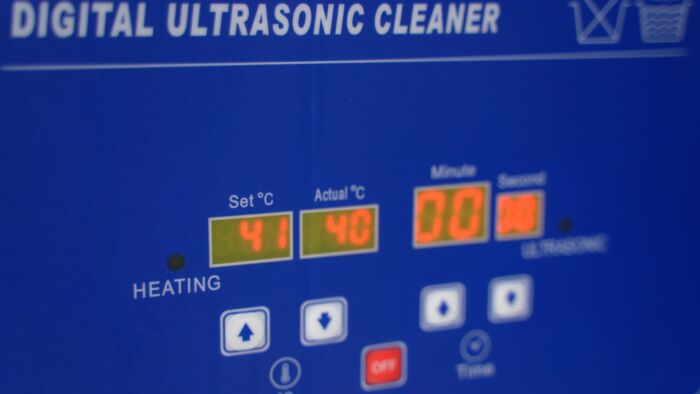 DIGITAL ULTRASONIC CLEANER
Set °C Actual °C Minute Second
41 40 00 00
HEATING ULTRASONIC
OFF
Time